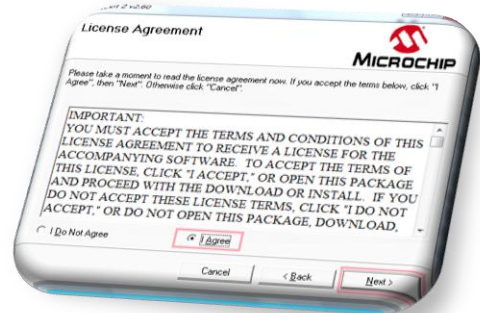 2 v2.60
License Agreement
MICROCHIP
Please take a moment to read the license agreement now. If you accept the terms below, click "I
Agree", then "Next". Otherwise click "Cancel".
IMPORTANT:
YOU MUST ACCEPT THE TERMS AND CONDITIONS OF THIS
LICENSE AGREEMENT TO RECEIVE A LICENSE FOR THE
ACCOMPANYING SOFTWARE. TO ACCEPT THE TERMS OF
THIS LICENSE, CLICK "I ACCEPT," OR OPEN THIS PACKAGE
AND PROCEED WITH THE DOWNLOAD OR INSTALL. IF YOU
DO NOT ACCEPT THESE LICENSE TERMS, CLICK "I DO NOT
ACCEPT," OR DO NOT OPEN THIS PACKAGE, DOWNLOAD,
I Do Not Agree
I Agree
Cancel
< Back
Next >